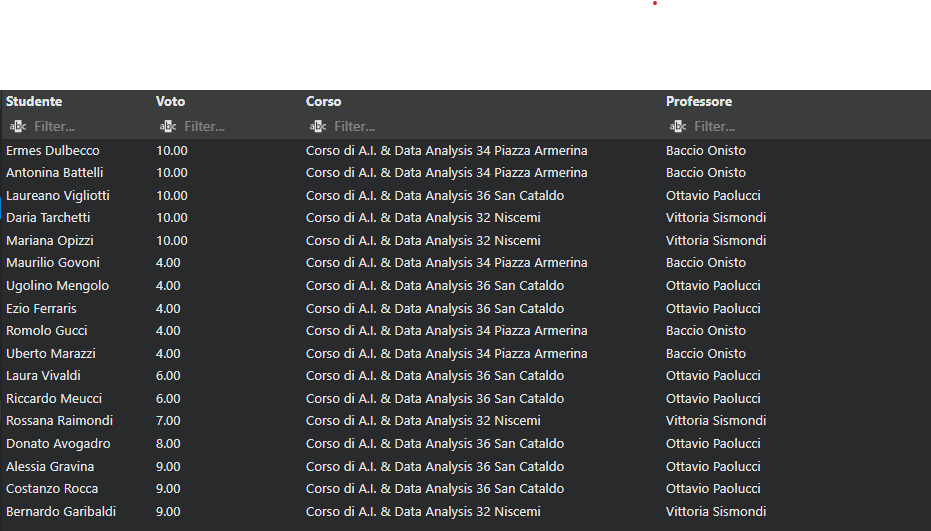 Studente Voto Corso Professore
abc Filter... abc Filter... abc Filter... abc Filter...
Ermes Dulbecco 10.00 Corso di A.I. & Data Analysis 34 Piazza Armerina Baccio Onisto
Antonina Battelli 10.00 Corso di A.I. & Data Analysis 34 Piazza Armerina Baccio Onisto
Laureano Vigliotti 10.00 Corso di A.I. & Data Analysis 36 San Cataldo Ottavio Paolucci
Daria Tarchetti 10.00 Corso di A.I. & Data Analysis 32 Niscemi Vittoria Sismondi
Mariana Opizzi 10.00 Corso di A.I. & Data Analysis 32 Niscemi Vittoria Sismondi
Maurilio Govoni 4.00 Corso di A.I. & Data Analysis 34 Piazza Armerina Baccio Onisto
Ugolino Mengolo 4.00 Corso di A.I. & Data Analysis 36 San Cataldo Ottavio Paolucci
Ezio Ferraris 4.00 Corso di A.I. & Data Analysis 36 San Cataldo Ottavio Paolucci
Romolo Gucci 4.00 Corso di A.I. & Data Analysis 34 Piazza Armerina Baccio Onisto
Uberto Marazzi 4.00 Corso di A.I. & Data Analysis 34 Piazza Armerina Baccio Onisto
Laura Vivaldi 6.00 Corso di A.I. & Data Analysis 36 San Cataldo Ottavio Paolucci
Riccardo Meucci 6.00 Corso di A.I. & Data Analysis 36 San Cataldo Ottavio Paolucci
Rossana Raimondi 7.00 Corso di A.I. & Data Analysis 32 Niscemi Vittoria Sismondi
Donato Avogadro 8.00 Corso di A.I. & Data Analysis 36 San Cataldo Ottavio Paolucci
Alessia Gravina 9.00 Corso di A.I. & Data Analysis 36 San Cataldo Ottavio Paolucci
Costanzo Rocca 9.00 Corso di A.I. & Data Analysis 36 San Cataldo Ottavio Paolucci
Bernardo Garibaldi 9.00 Corso di A.I. & Data Analysis 32 Niscemi Vittoria Sismondi